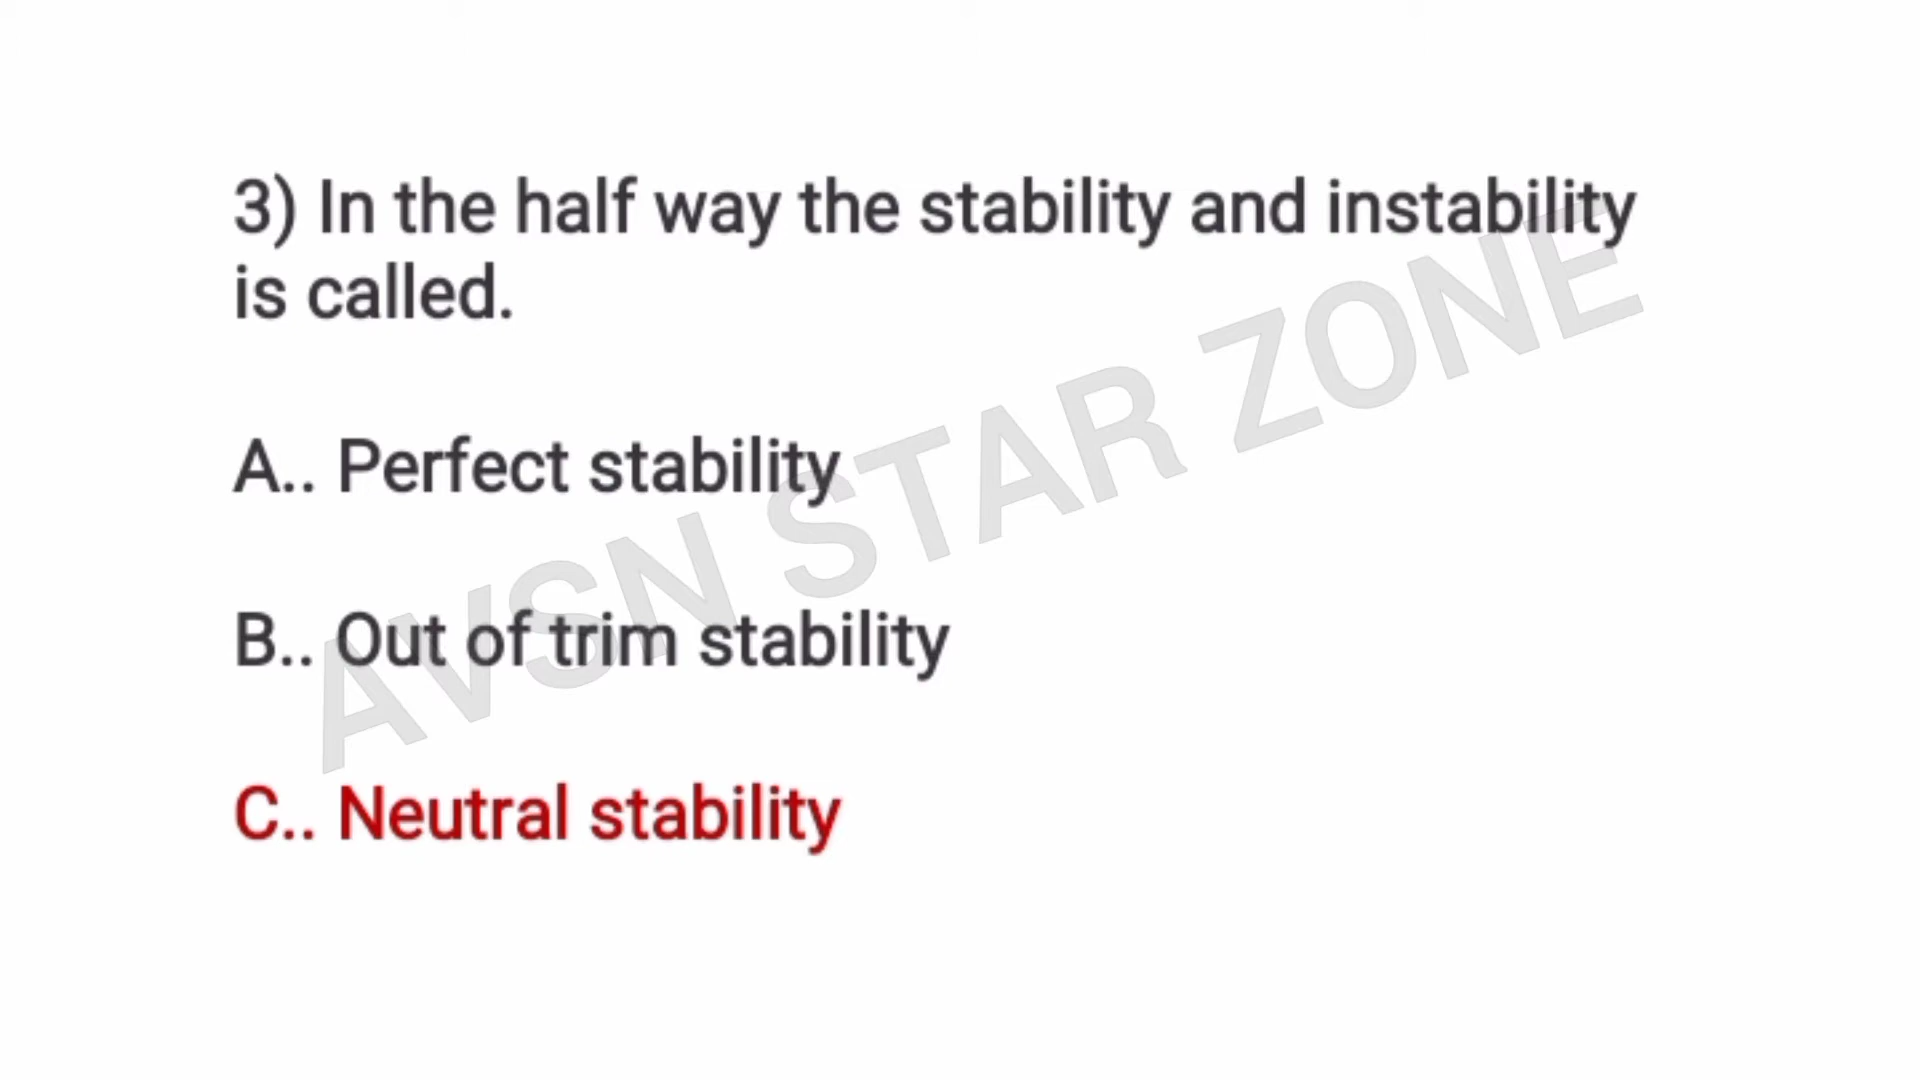 3) In the half way the stability and instability
is called.
A.. Perfect stability
B.. Out of trim stability
C.. Neutral stability
AVSN STAR ZONE